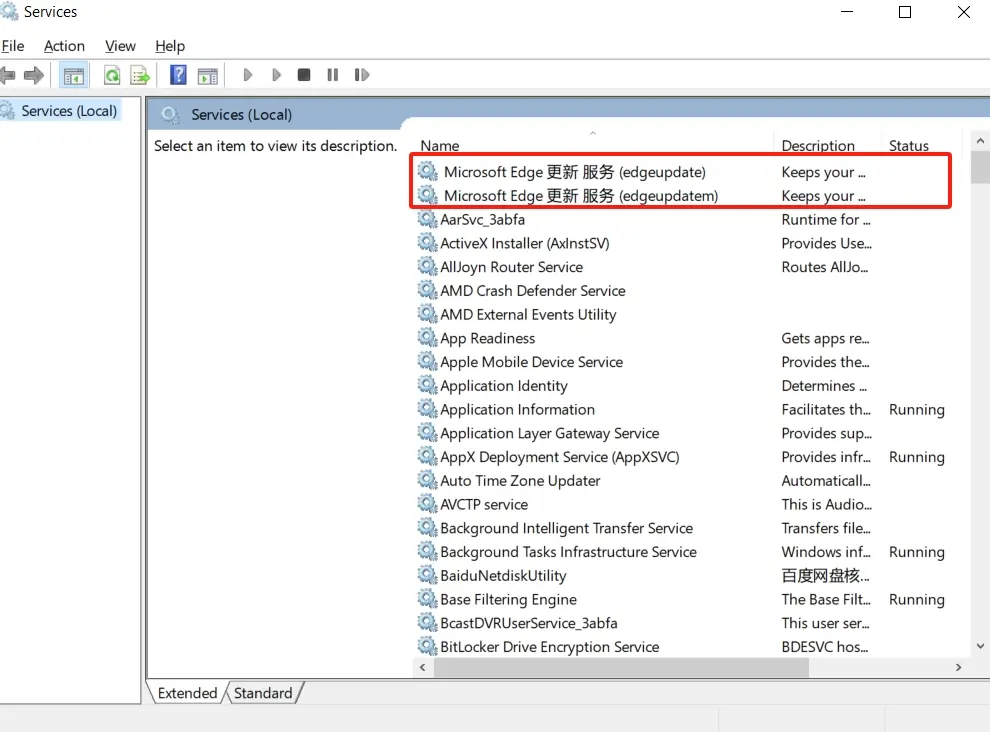 Services
File Action View Help
Services (Local)
Services (Local)
Select an item to view its description.
Name Description Status
Microsoft Edge 更新 服务 (edgeupdate) Keeps your ...
Microsoft Edge 更新 服务 (edgeupdatem) Keeps your ...
AarSvc_3abfa Runtime for ...
ActiveX Installer (AxInstSV) Provides Use...
AllJoyn Router Service Routes AllJo...
AMD Crash Defender Service
AMD External Events Utility
App Readiness Gets apps re...
Apple Mobile Device Service Provides the...
Application Identity Determines ...
Application Information Facilitates th... Running
Application Layer Gateway Service Provides sup...
AppX Deployment Service (AppXSVC) Provides infr... Running
Auto Time Zone Updater Automaticall...
AVCTP service This is Audio...
Background Intelligent Transfer Service Transfers file...
Background Tasks Infrastructure Service Windows inf... Running
BaiduNetdiskUtility 百度网盘核...
Base Filtering Engine The Base Filt... Running
BcastDVRUserService_3abfa This user ser...
BitLocker Drive Encryption Service BDESVC hos...
Extended Standard